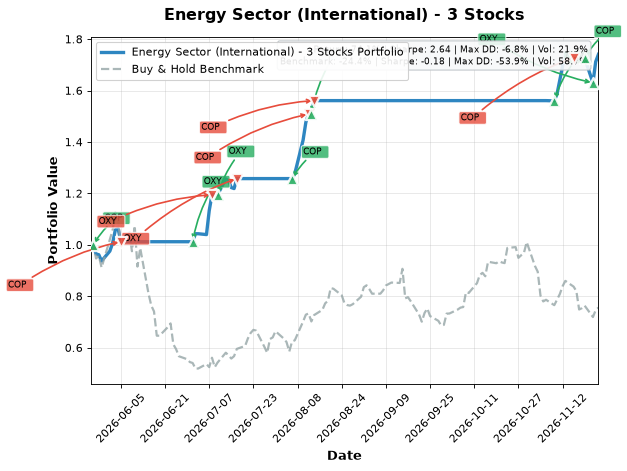 Energy Sector (International) - 3 Stocks
Energy Sector (International) - 3 Stocks Portfolio
Buy & Hold Benchmark
Sharpe: 2.64 | Max DD: -6.8% | Vol: 21.9%
Benchmark: -24.4% | Sharpe: -0.18 | Max DD: -53.9% | Vol: 58.
COP
OXY
COP
COP
COP
OXY
COP
OXY
OXY
OXY
COP
Portfolio Value
1.8
1.6
1.4
1.2
1.0
0.8
0.6
2026-06-05
2026-06-21
2026-07-07
2026-07-23
2026-08-08
2026-08-24
2026-09-09
2026-09-25
2026-10-11
2026-10-27
2026-11-12
Date